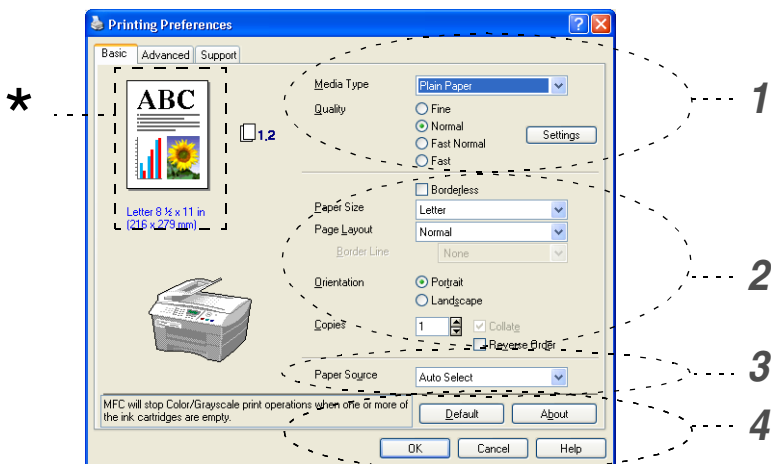 Printing Preferences
Basic Advanced Support
*
ABC
1,2
Letter 8 ½ x 11 in
(216 x 279 mm)
Media Type Plain Paper
Quality Fine
Normal
Fast Normal
Fast
Settings
1
Borderless
Paper Size Letter
Page Layout Normal
Border Line None
Orientation Portrait
Landscape
Copies 1 Collate
Reverse Order
2
Paper Source Auto Select
3
MFC will stop Color/Grayscale print operations when one or more of
the ink cartridges are empty.
Default About
OK Cancel Help
4